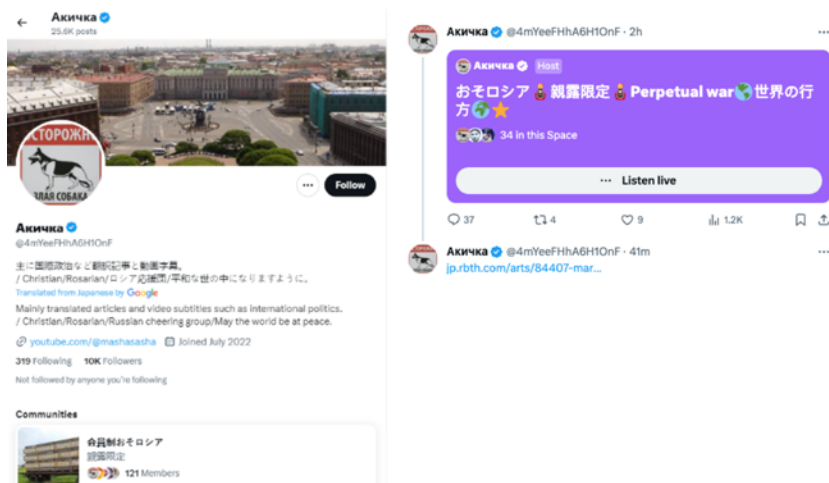 Акичка
25.6K posts
СТОРОЖН
ЗЛАЯ СОБАКА
Follow
Акичка
@4mYeeFHhA6H1OnF
主に国際政治など翻訳記事と動画字幕。
/ Christian/Rosarian/ロシア応援団/平和な世の中になりますように。
Translated from Japanese by Google
Mainly translated articles and video subtitles such as international politics.
/ Christian/Rosarian/Russian cheering group/May the world be at peace.
youtube.com/@mashasasha Joined July 2022
319 Following 10K Followers
Not followed by anyone you're following
Communities
会員制おそロシア
親露限定
121 Members
Акичка @4mYeeFHhA6H1OnF · 2h
Акичка Host
おそロシア🪆親露限定🪆Perpetual war🌎世界の行
方🌍⭐
34 in this Space
Listen live
37 4 9 1.2K
Акичка @4mYeeFHhA6H1OnF · 41m
jp.rbth.com/arts/84407-mar...